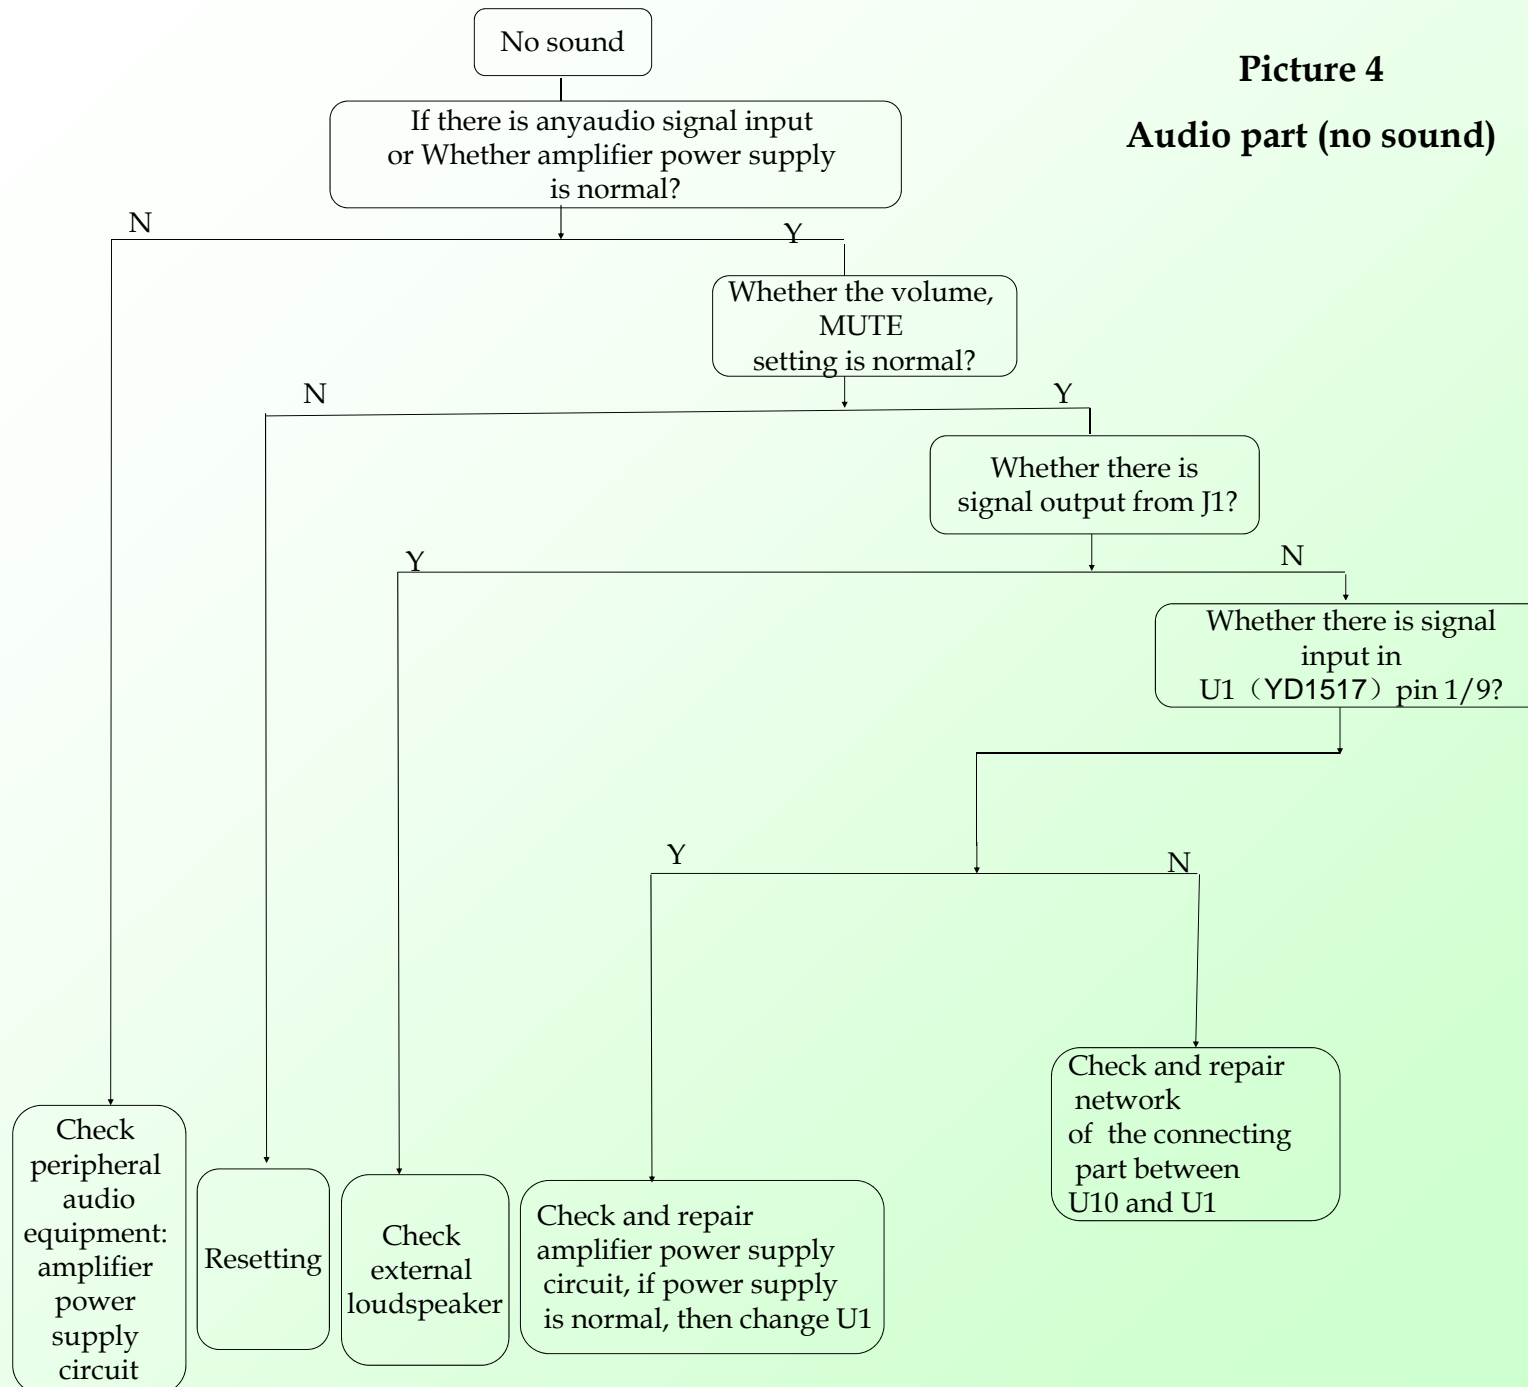 No sound
Picture 4
Audio part (no sound)
If there is anyaudio signal input
or Whether amplifier power supply
is normal?
N
Y
Whether the volume,
MUTE
setting is normal?
N
Y
Whether there is
signal output from J1?
Y
N
Whether there is signal
input in
U1（YD1517）pin 1/9?
Y
N
Check and repair
network
of the connecting
part between
U10 and U1
Check
peripheral
audio
equipment:
amplifier
power
supply
circuit
Resetting
Check
external
loudspeaker
Check and repair
amplifier power supply
circuit, if power supply
is normal, then change U1